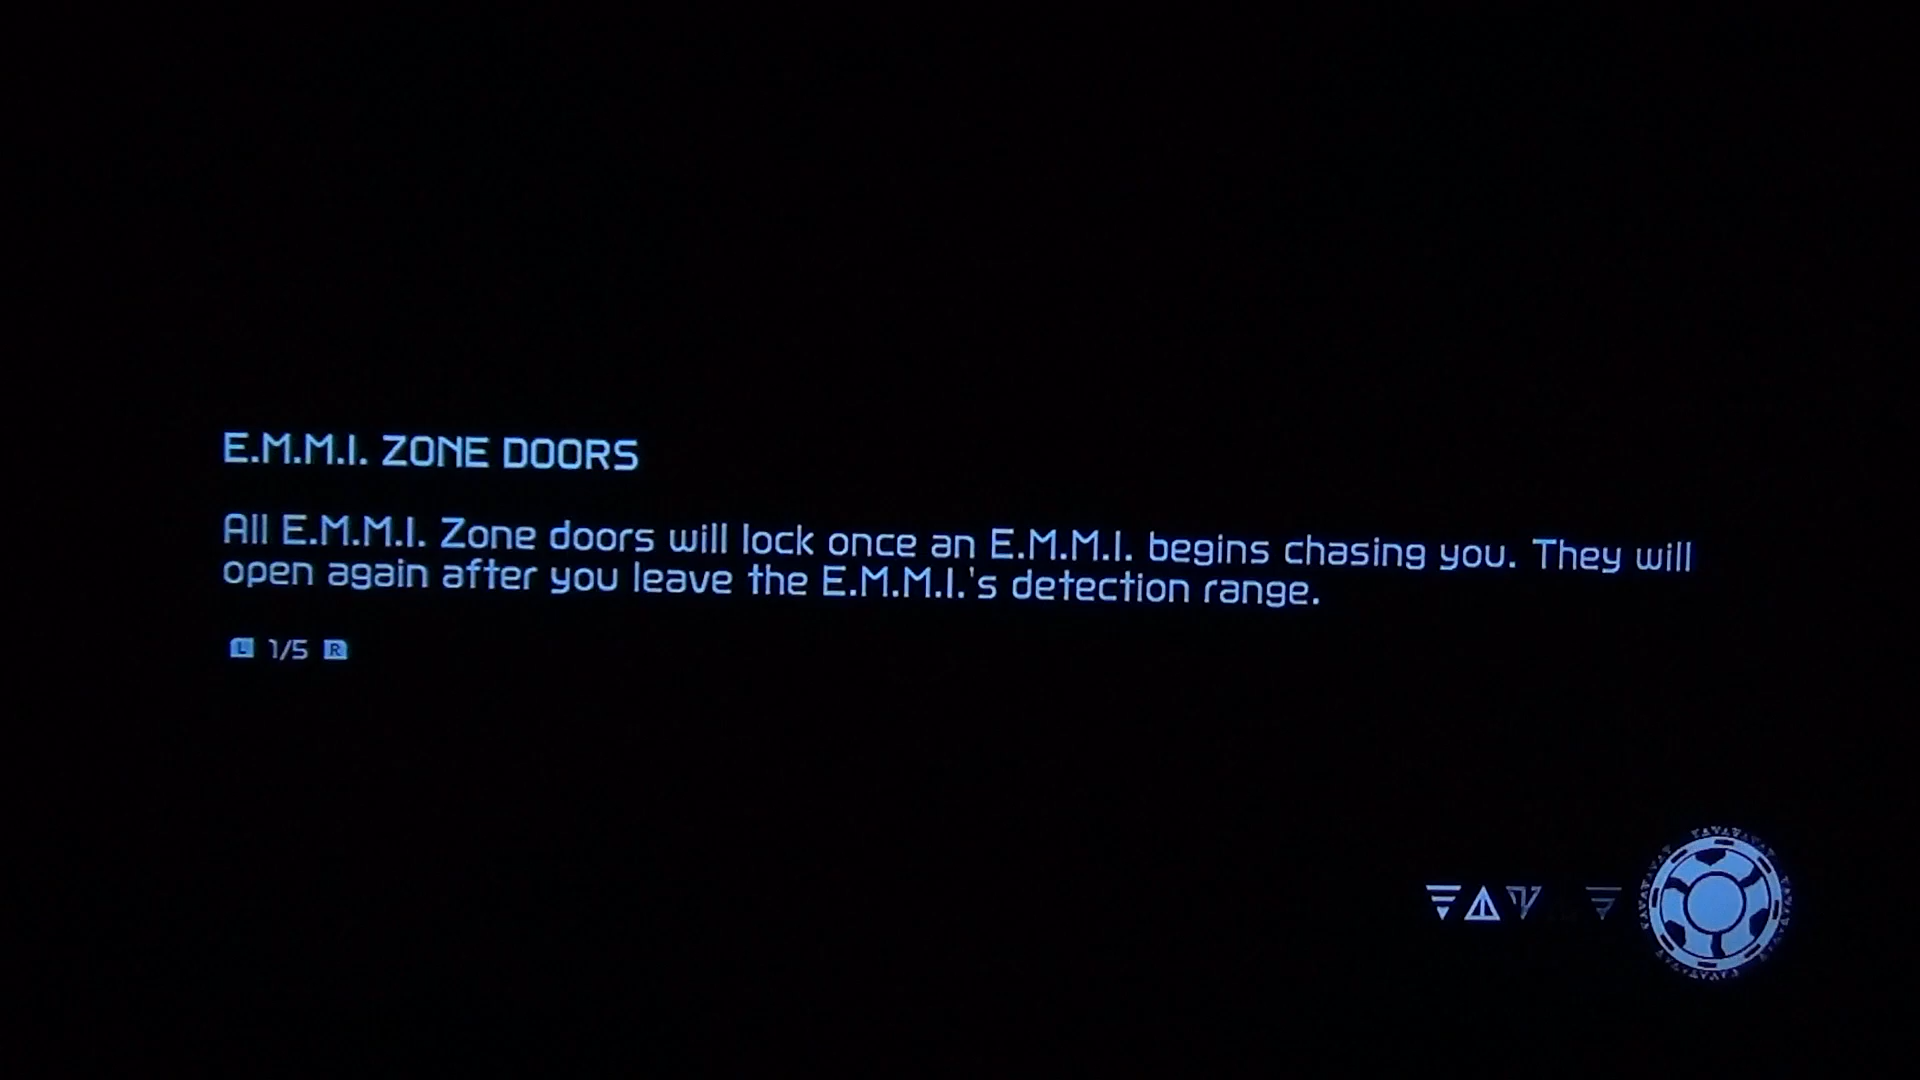 E.M.M.I. ZONE DOORS
All E.M.M.I. Zone doors will lock once an E.M.M.I. begins chasing you. They will
open again after you leave the E.M.M.I.'s detection range.
L 1/5 R